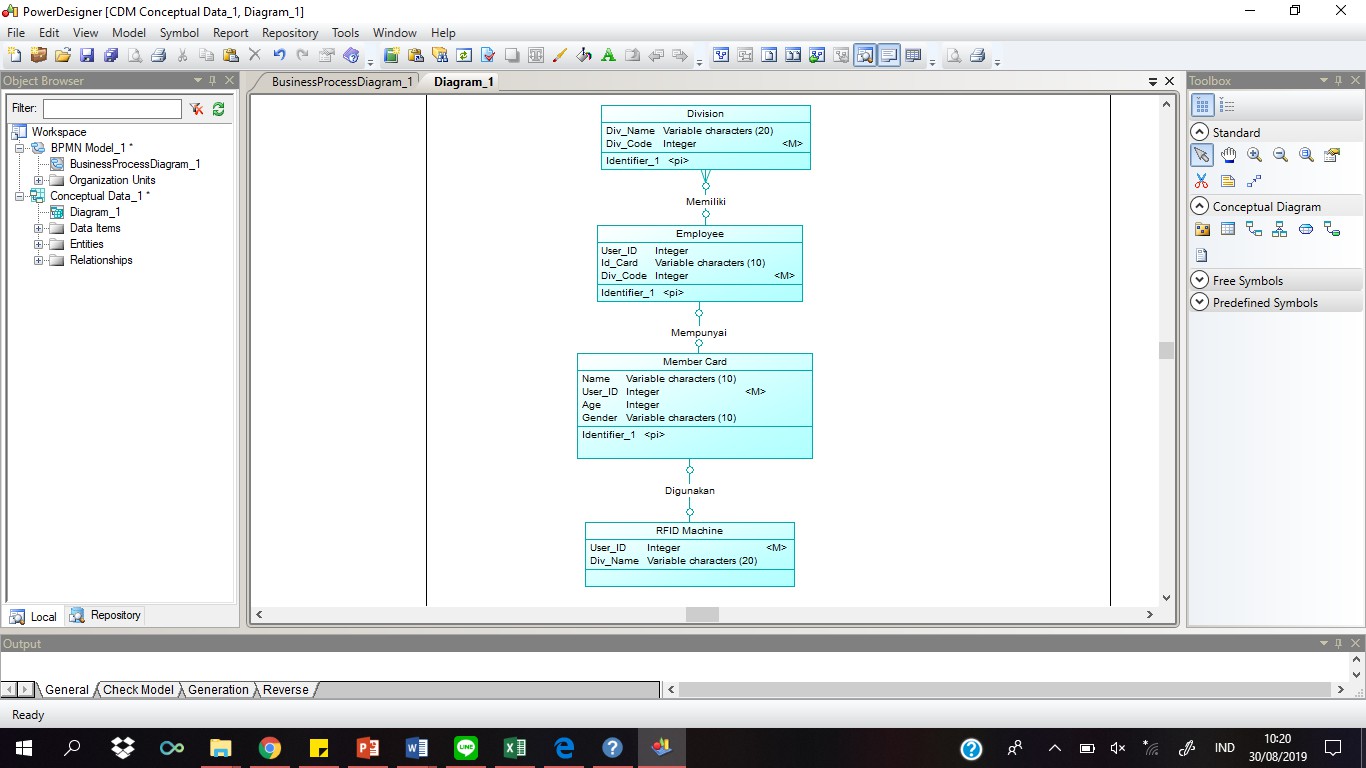 PowerDesigner [CDM Conceptual Data_1, Diagram_1]
File Edit View Model Symbol Report Repository Tools Window Help
Object Browser
Filter:
Workspace
BPMN Model_1 *
BusinessProcessDiagram_1
Organization Units
Conceptual Data_1 *
Diagram_1
Data Items
Entities
Relationships
Local Repository
BusinessProcessDiagram_1 Diagram_1
Division
Div_Name Variable characters (20)
Div_Code Integer <M>
Identifier_1 <pi>
Memiliki
Employee
User_ID Integer
Id_Card Variable characters (10)
Div_Code Integer <M>
Identifier_1 <pi>
Mempunyai
Member Card
Name Variable characters (10)
User_ID Integer <M>
Age Integer
Gender Variable characters (10)
Identifier_1 <pi>
Digunakan
RFID Machine
User_ID Integer <M>
Div_Name Variable characters (20)
Toolbox
Standard
Conceptual Diagram
Free Symbols
Predefined Symbols
Output
General Check Model Generation Reverse
Ready
IND
10:20
30/08/2019